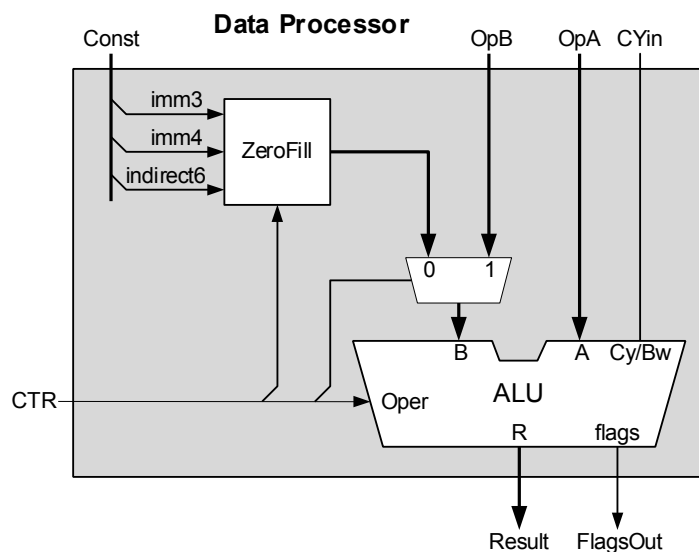 Data Processor
Const
OpB
OpA
CYin
imm3
imm4
indirect6
ZeroFill
0
1
B
A
Cy/Bw
CTR
Oper
ALU
R
flags
Result
FlagsOut